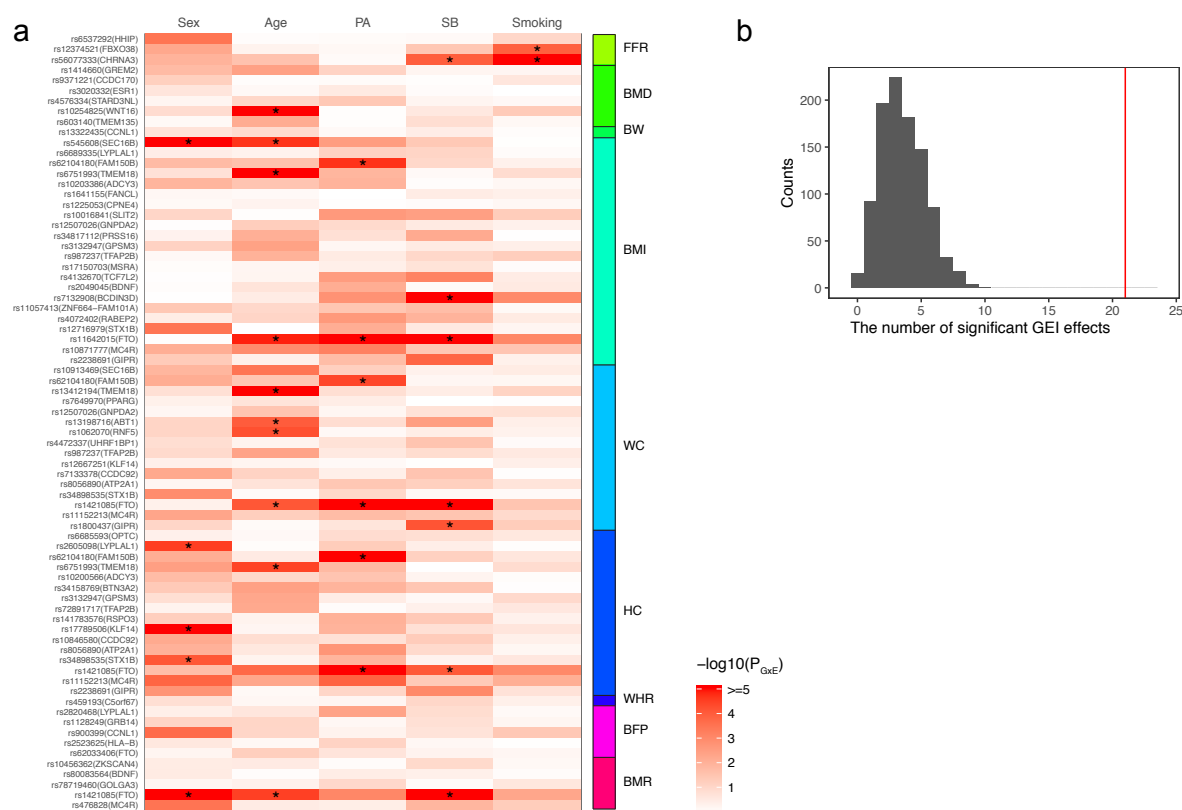 a
b
Sex Age PA SB Smoking
rs6537292(HHIP)
rs12374521(FBXO38) *
rs56077333(CHRNA3) * *
rs1414660(GREM2)
rs9371221(CCDC170)
rs3020332(ESR1)
rs4576334(STARD3NL)
rs10254825(WNT16) *
rs603140(TMEM135)
rs13322435(CCNL1)
rs545608(SEC16B) * *
rs6689335(LYPLAL1)
rs62104180(FAM150B) *
rs6751993(TMEM18) *
rs10203386(ADCY3)
rs1641155(FANCL)
rs1225053(CPNE4)
rs10016841(SLIT2)
rs12507026(GNPDA2)
rs34817112(PRSS16)
rs3132947(GPSM3)
rs987237(TFAP2B)
rs17150703(MSRA)
rs4132670(TCF7L2)
rs2049045(BDNF)
rs7132908(BCDIN3D) *
rs11057413(ZNF664−FAM101A)
rs4072402(RABEP2)
rs12716979(STX1B)
rs11642015(FTO) * * *
rs10871777(MC4R)
rs2238691(GIPR)
rs10913469(SEC16B)
rs62104180(FAM150B) *
rs13412194(TMEM18) *
rs7649970(PPARG)
rs12507026(GNPDA2)
rs13198716(ABT1) *
rs1062070(RNF5) *
rs4472337(UHRF1BP1)
rs987237(TFAP2B)
rs12667251(KLF14)
rs7133378(CCDC92)
rs8056890(ATP2A1)
rs34898535(STX1B)
rs1421085(FTO) * * *
rs11152213(MC4R)
rs1800437(GIPR) *
rs6685593(OPTC)
rs2605098(LYPLAL1) *
rs62104180(FAM150B) *
rs6751993(TMEM18) *
rs10200566(ADCY3)
rs34158769(BTN3A2)
rs3132947(GPSM3)
rs72891717(TFAP2B)
rs141783576(RSPO3)
rs17789506(KLF14) *
rs10846580(CCDC92)
rs8056890(ATP2A1)
rs34898535(STX1B) *
rs1421085(FTO) * *
rs11152213(MC4R)
rs2238691(GIPR)
rs459193(C5orf67)
rs2820468(LYPLAL1)
rs1128249(GRB14)
rs900399(CCNL1)
rs2523625(HLA−B)
rs62033406(FTO)
rs10456362(ZKSCAN4)
rs80083564(BDNF)
rs78719460(GOLGA3)
rs1421085(FTO) * * *
rs476828(MC4R)
FFR
BMD
BW
BMI
WC
HC
WHR
BFP
BMR
−log10(PGxE)
>=5
4
3
2
1
Counts
200
150
100
50
0
0 5 10 15 20 25
The number of significant GEI effects